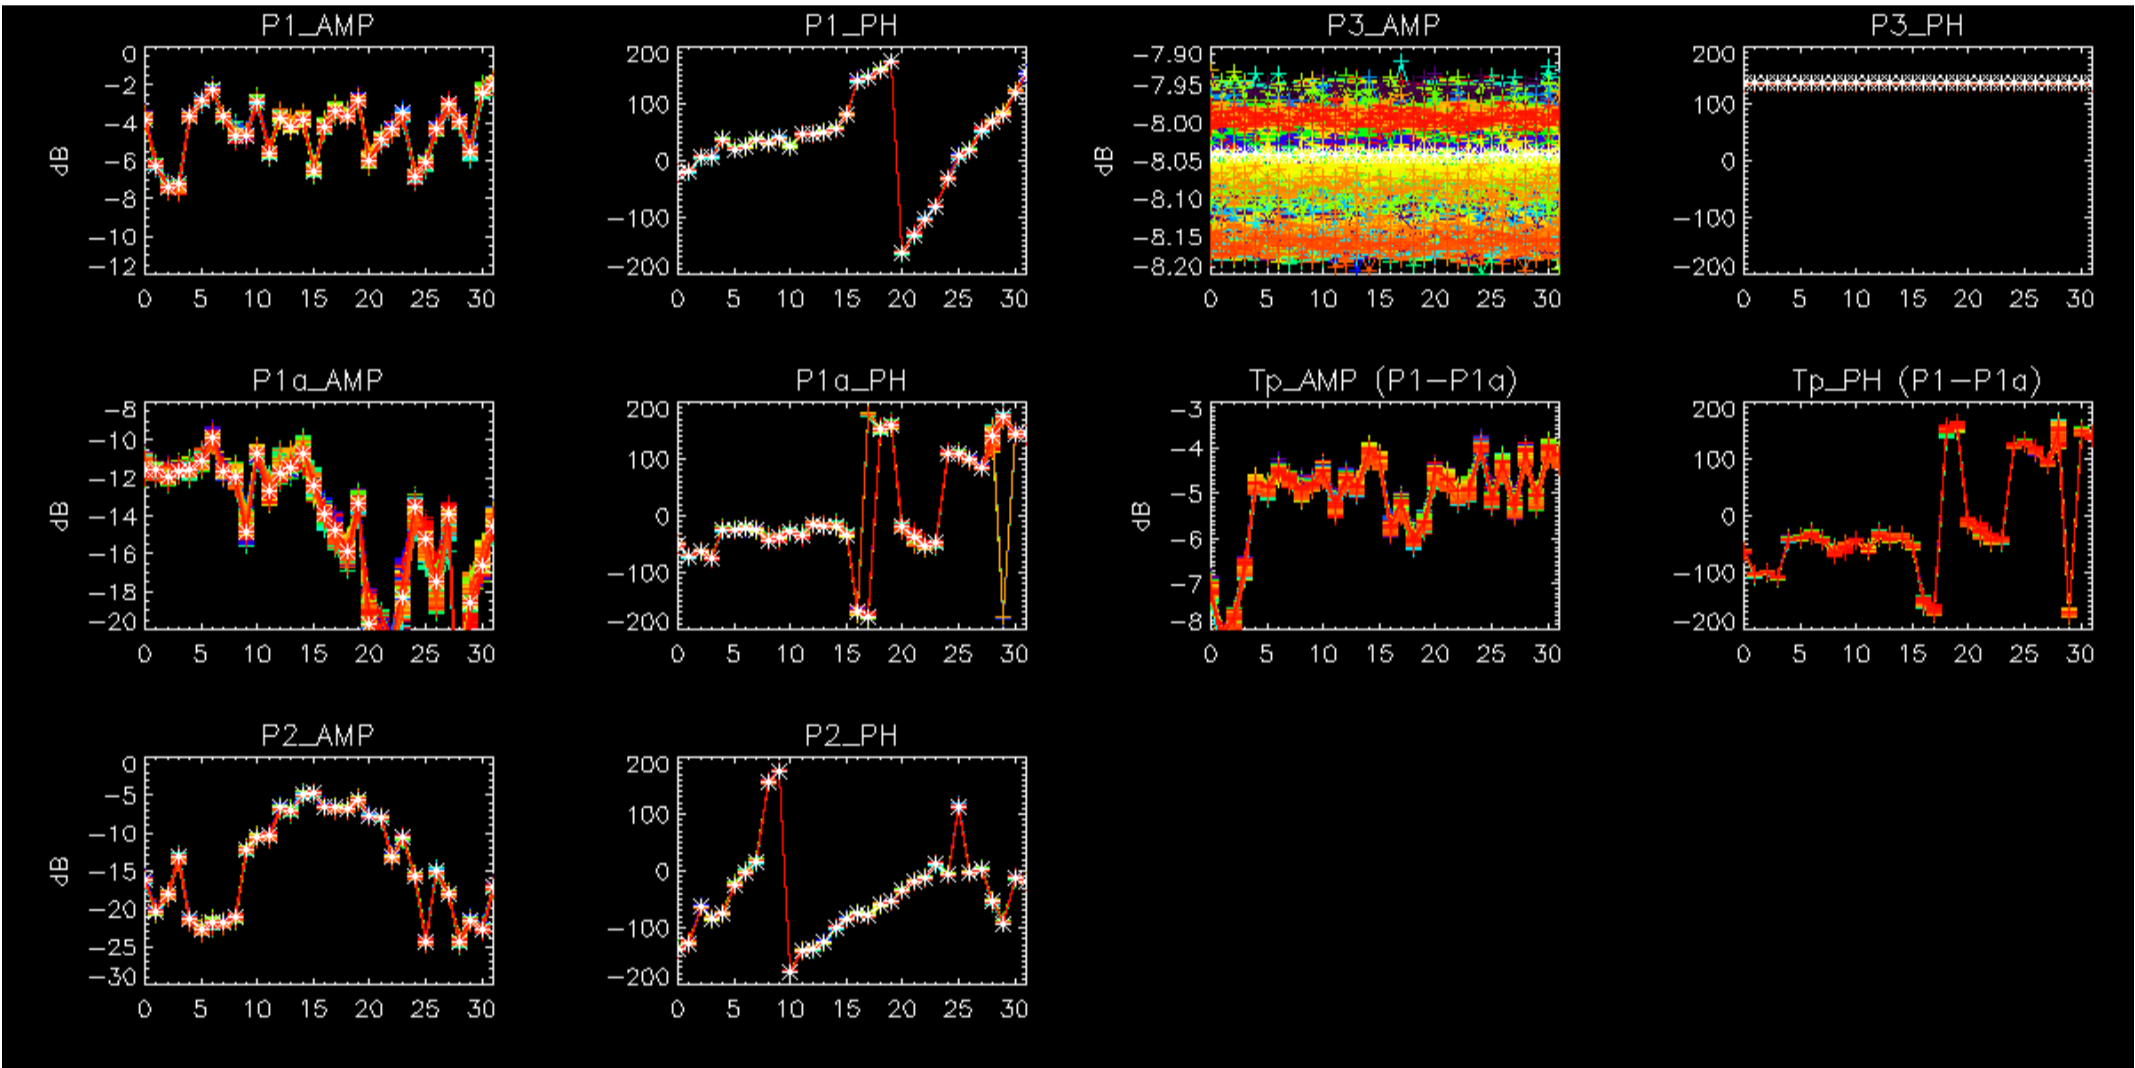 P1_AMP P1_PH P3_AMP P3_PH
0 200 −7.90 200
−2 −7.95
100 100
−4 −8.00
dB −6 0 dB −8.05 0
−8 −8.10
−100 −100
−10 −8.15
−12 −200 −8.20 −200
0 5 10 15 20 25 30 0 5 10 15 20 25 30 0 5 10 15 20 25 30 0 5 10 15 20 25 30
P1a_AMP P1a_PH Tp_AMP (P1−P1a) Tp_PH (P1−P1a)
−8 200 −3 200
−10 100 −4 100
−12
dB −14 0 dB −5 0
−16 −6
−100 −100
−18 −7
−20 −200 −8 −200
0 5 10 15 20 25 30 0 5 10 15 20 25 30 0 5 10 15 20 25 30 0 5 10 15 20 25 30
P2_AMP P2_PH
0 200
−5
100
−10
dB −15 0
−20
−100
−25
−30 −200
0 5 10 15 20 25 30 0 5 10 15 20 25 30